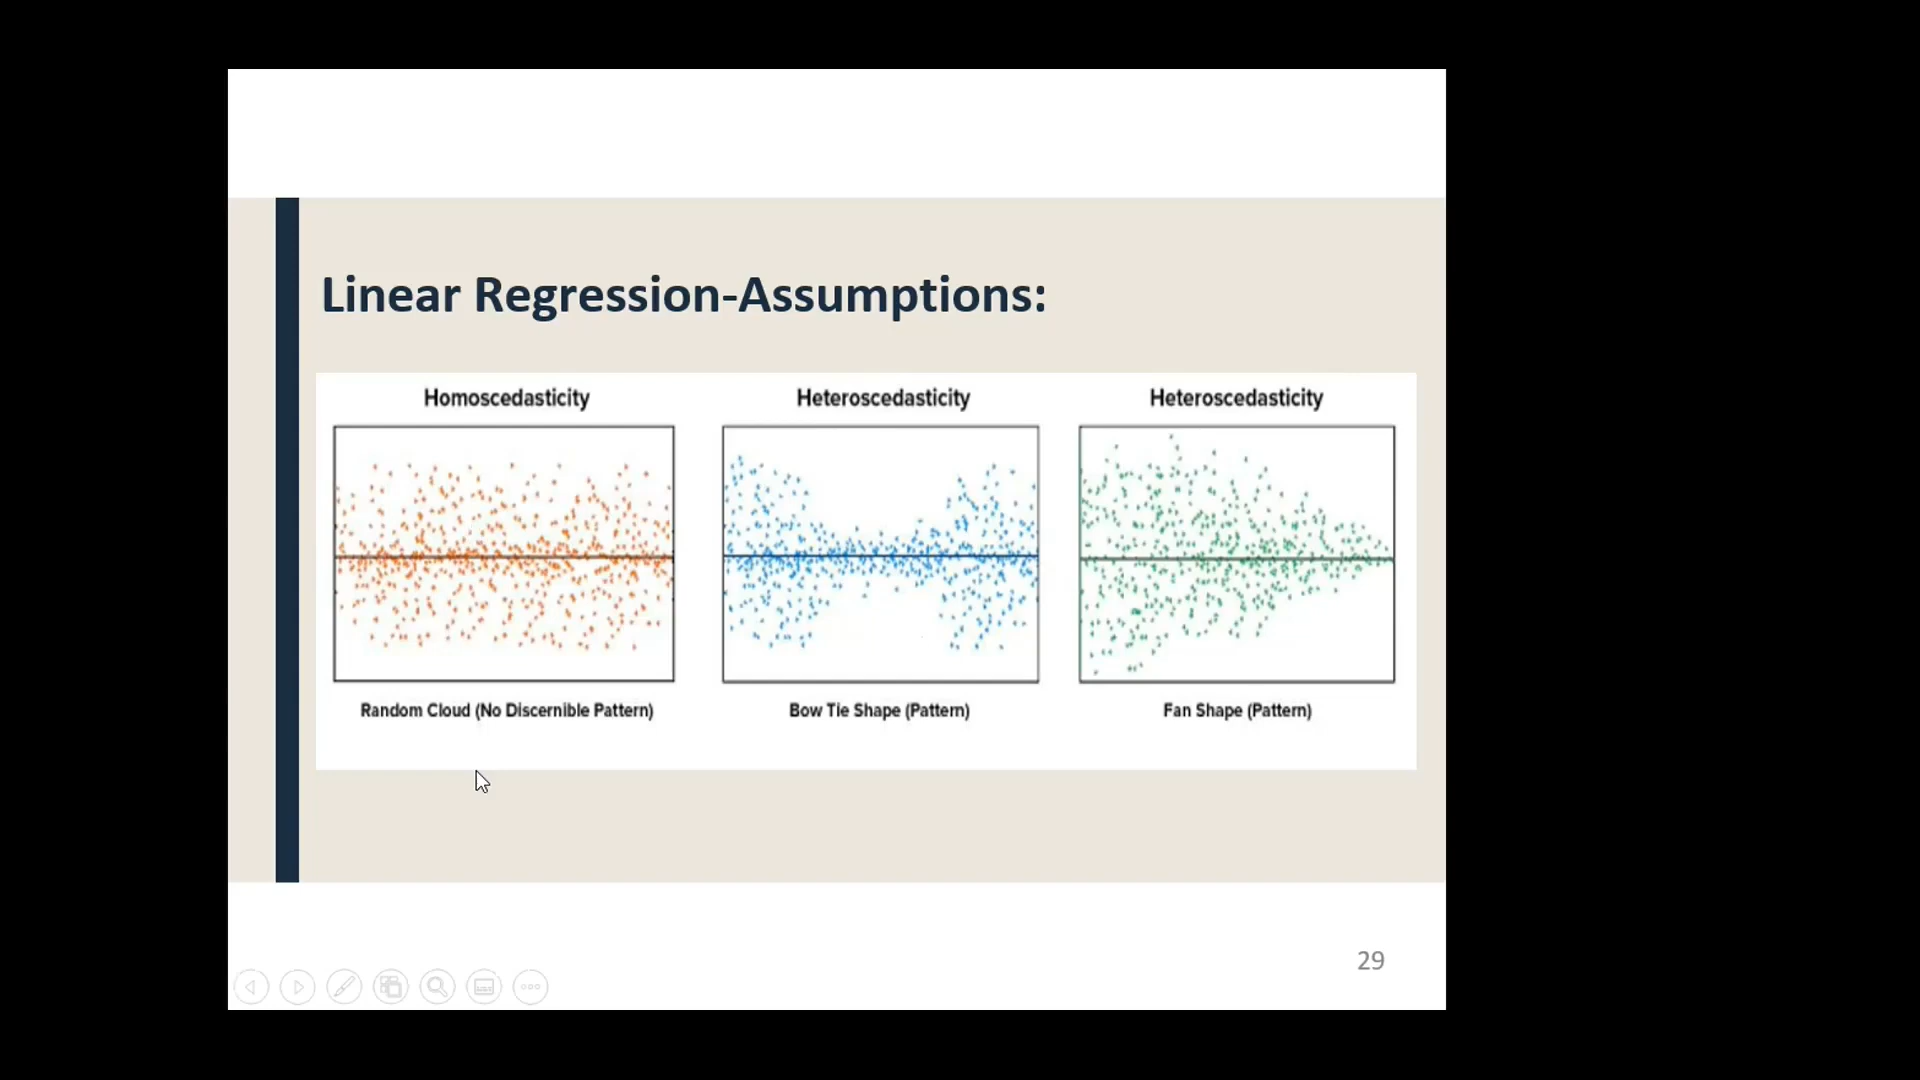 Linear Regression-Assumptions:
Homoscedasticity
Heteroscedasticity
Heteroscedasticity
Random Cloud (No Discernible Pattern)
Bow Tie Shape (Pattern)
Fan Shape (Pattern)
29